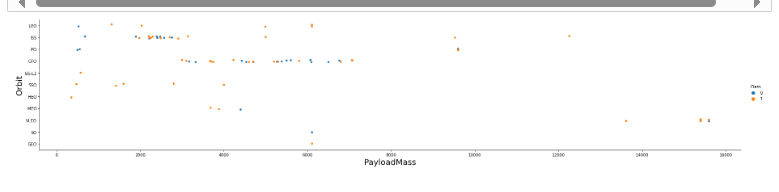 LEO
ISS
PO
GTO
ES-L1
SSO
HEO
MEO
VLEO
SO
GEO
Orbit
0
2000
4000
6000
8000
10000
12000
14000
16000
PayloadMass
Class
0
1